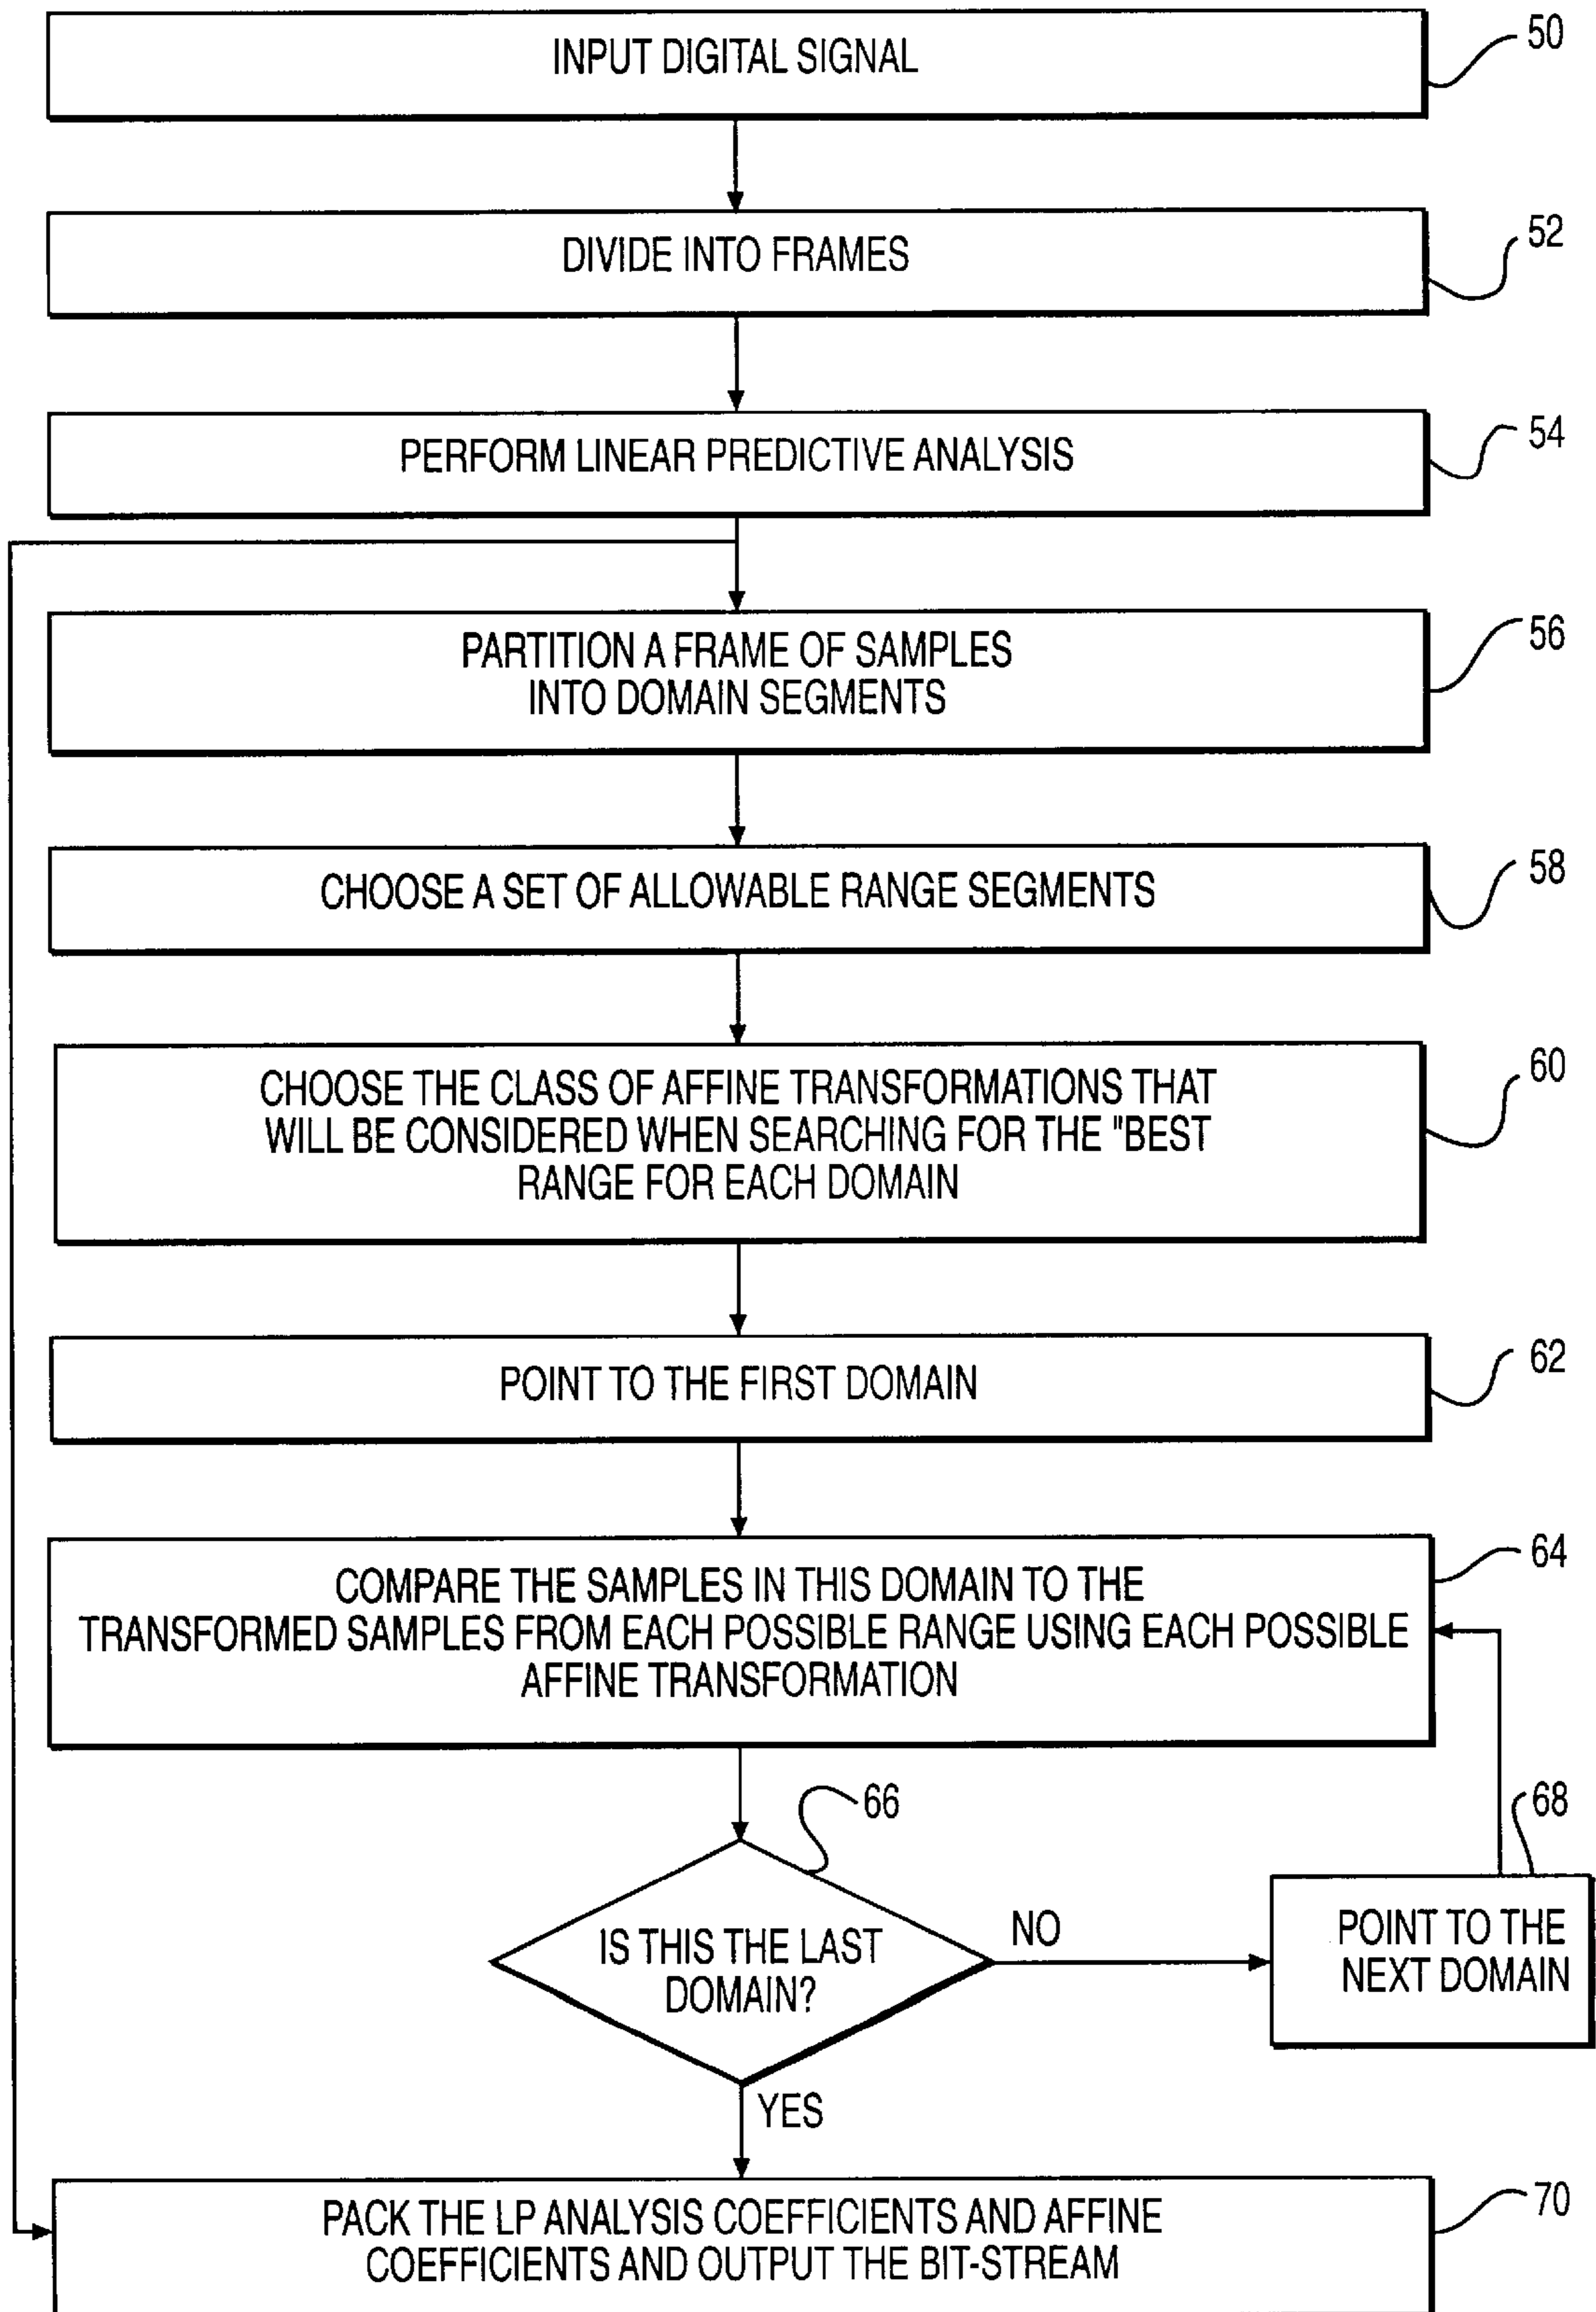 INPUT DIGITAL SIGNAL
50
DIVIDE INTO FRAMES
52
PERFORM LINEAR PREDICTIVE ANALYSIS
54
PARTITION A FRAME OF SAMPLES
INTO DOMAIN SEGMENTS
56
CHOOSE A SET OF ALLOWABLE RANGE SEGMENTS
58
CHOOSE THE CLASS OF AFFINE TRANSFORMATIONS THAT
WILL BE CONSIDERED WHEN SEARCHING FOR THE "BEST
RANGE FOR EACH DOMAIN
60
POINT TO THE FIRST DOMAIN
62
COMPARE THE SAMPLES IN THIS DOMAIN TO THE
TRANSFORMED SAMPLES FROM EACH POSSIBLE RANGE USING EACH POSSIBLE
AFFINE TRANSFORMATION
64
66
IS THIS THE LAST
DOMAIN?
NO
68
POINT TO THE
NEXT DOMAIN
YES
PACK THE LP ANALYSIS COEFFICIENTS AND AFFINE
COEFFICIENTS AND OUTPUT THE BIT-STREAM
70